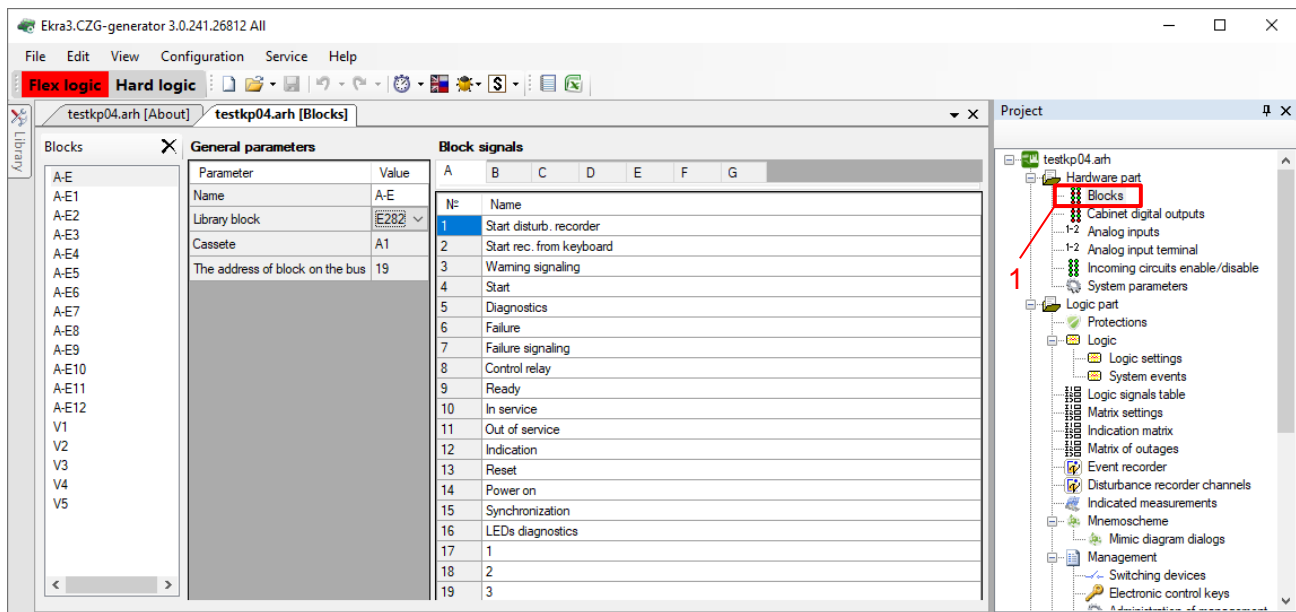 Ekra3.CZG-generator 3.0.241.26812 All
File Edit View Configuration Service Help
Flex logic Hard logic
Library
testkp04.arh [About] testkp04.arh [Blocks]
Blocks
A-E
A-E1
A-E2
A-E3
A-E4
A-E5
A-E6
A-E7
A-E8
A-E9
A-E10
A-E11
A-E12
V1
V2
V3
V4
V5
General parameters
Parameter Value
Name A-E
Library block E282
Cassete A1
The address of block on the bus 19
Block signals
A B C D E F G
№ Name
1 Start disturb. recorder
2 Start rec. from keyboard
3 Warning signaling
4 Start
5 Diagnostics
6 Failure
7 Failure signaling
8 Control relay
9 Ready
10 In service
11 Out of service
12 Indication
13 Reset
14 Power on
15 Synchronization
16 LEDs diagnostics
17 1
18 2
19 3
Project
testkp04.arh
Hardware part
Blocks
Cabinet digital outputs
1-2 Analog inputs
1-2 Analog input terminal
Incoming circuits enable/disable
System parameters
Logic part
Protections
Logic
Logic settings
System events
Logic signals table
Matrix settings
Indication matrix
Matrix of outages
Event recorder
Disturbance recorder channels
Indicated measurements
Mnemoscheme
Mimic diagram dialogs
Management
Switching devices
Electronic control keys
1